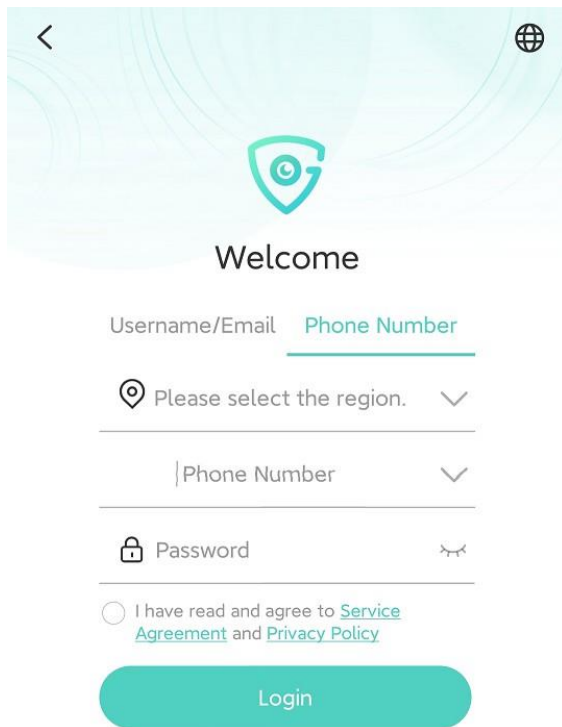 Welcome
Username/Email Phone Number
Please select the region.
Phone Number
Password
I have read and agree to Service
Agreement and Privacy Policy
Login